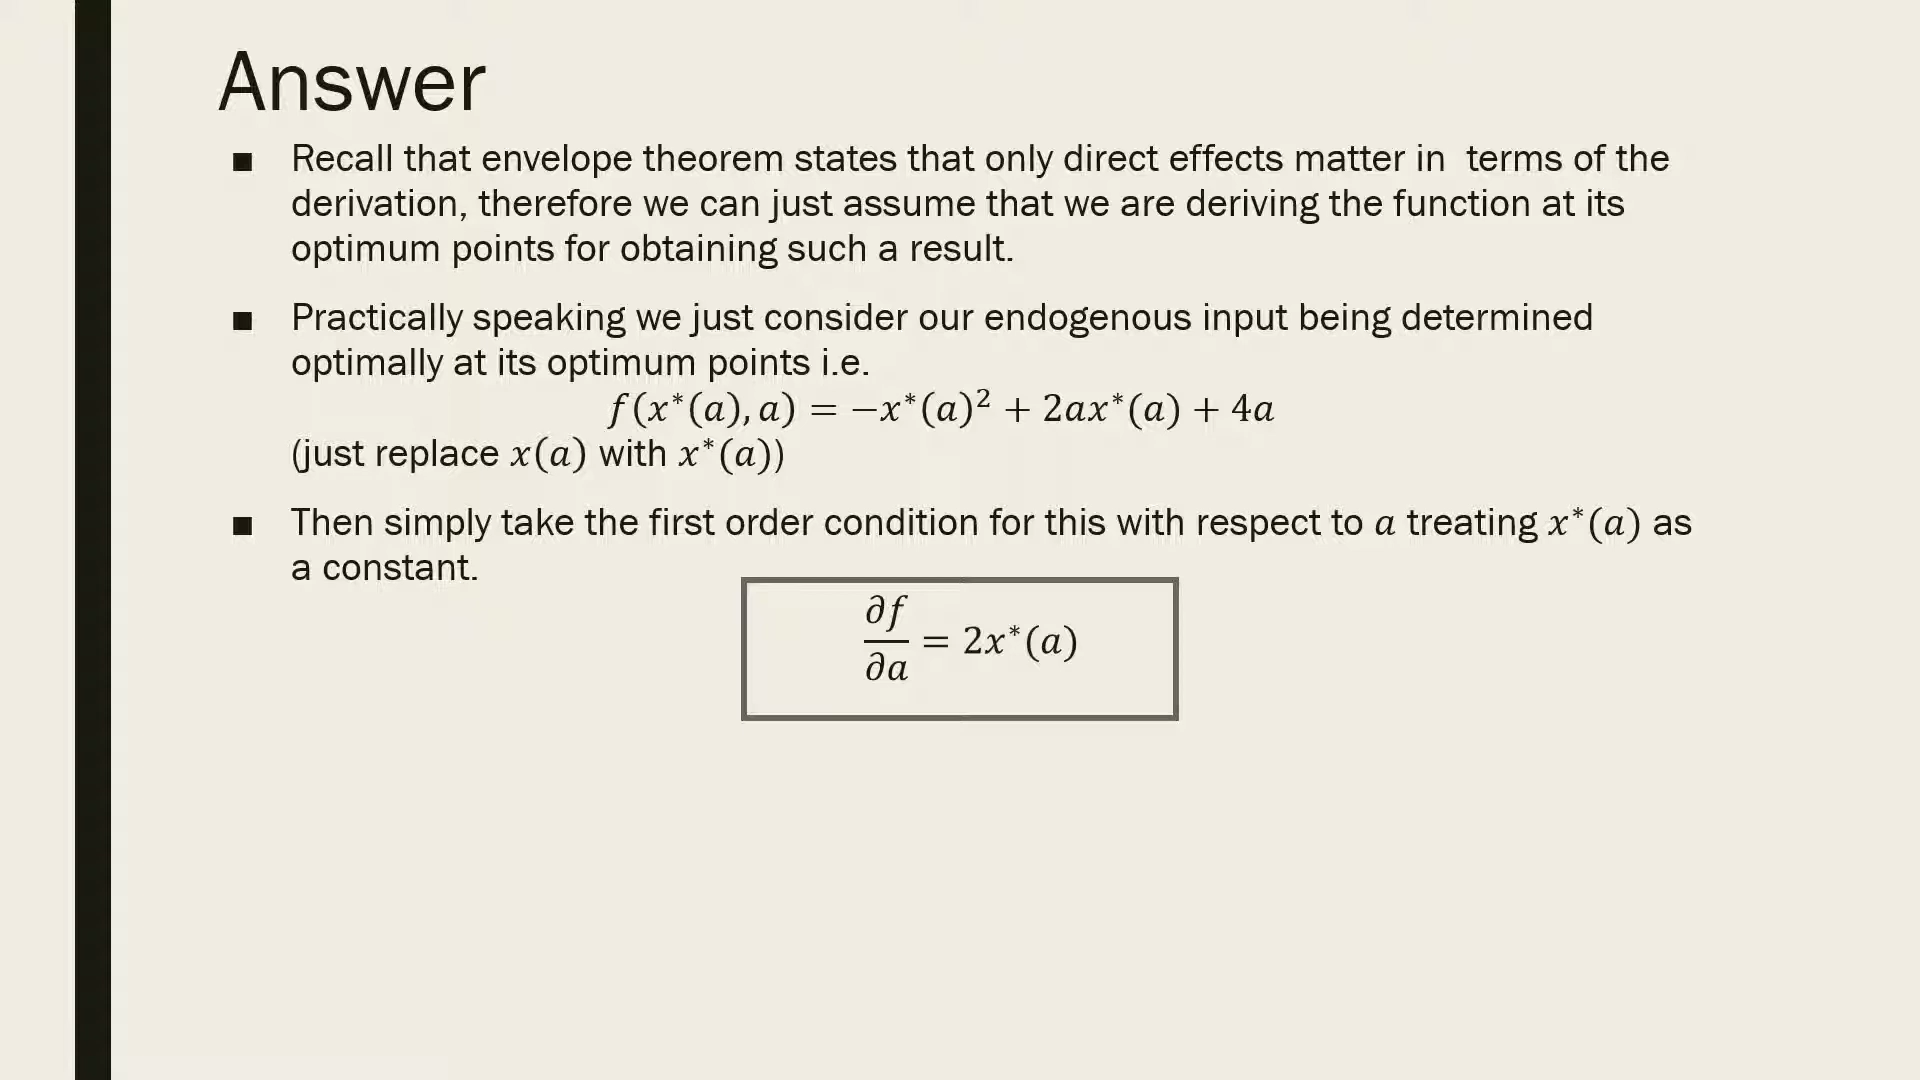 Answer
■ Recall that envelope theorem states that only direct effects matter in  terms of the
derivation, therefore we can just assume that we are deriving the function at its
optimum points for obtaining such a result.
■ Practically speaking we just consider our endogenous input being determined
optimally at its optimum points i.e.
f(x*(a), a) = −x*(a)² + 2ax*(a) + 4a
(just replace x(a) with x*(a))
■ Then simply take the first order condition for this with respect to a treating x*(a) as
a constant.
∂f/∂a = 2x*(a)